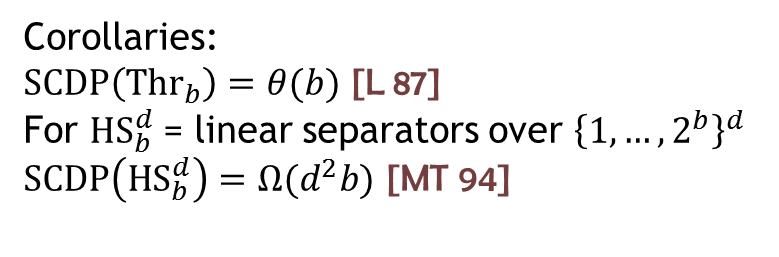 Corollaries:
SCDP(Thr_b) = θ(b) [L 87]
For HS_b^d = linear separators over {1, … , 2^b}^d
SCDP(HS_b^d) = Ω(d^2 b) [MT 94]